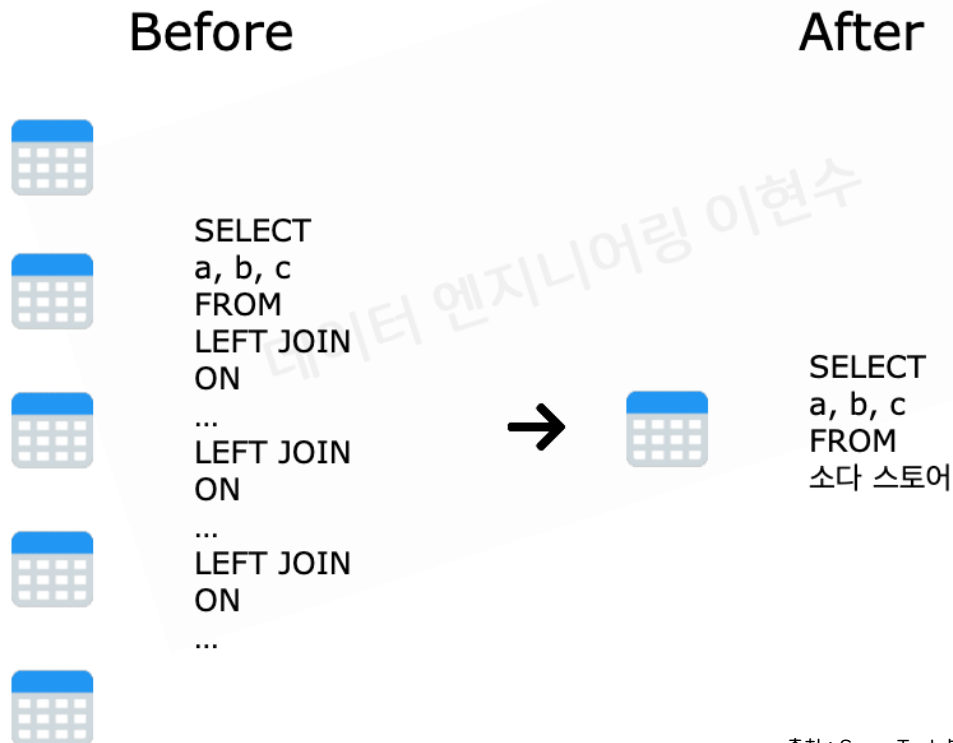 Before
After
SELECT
a, b, c
FROM
LEFT JOIN
ON
...
LEFT JOIN
ON
...
LEFT JOIN
ON
...
SELECT
a, b, c
FROM
소다 스토어
데이터 엔지니어링 이현수